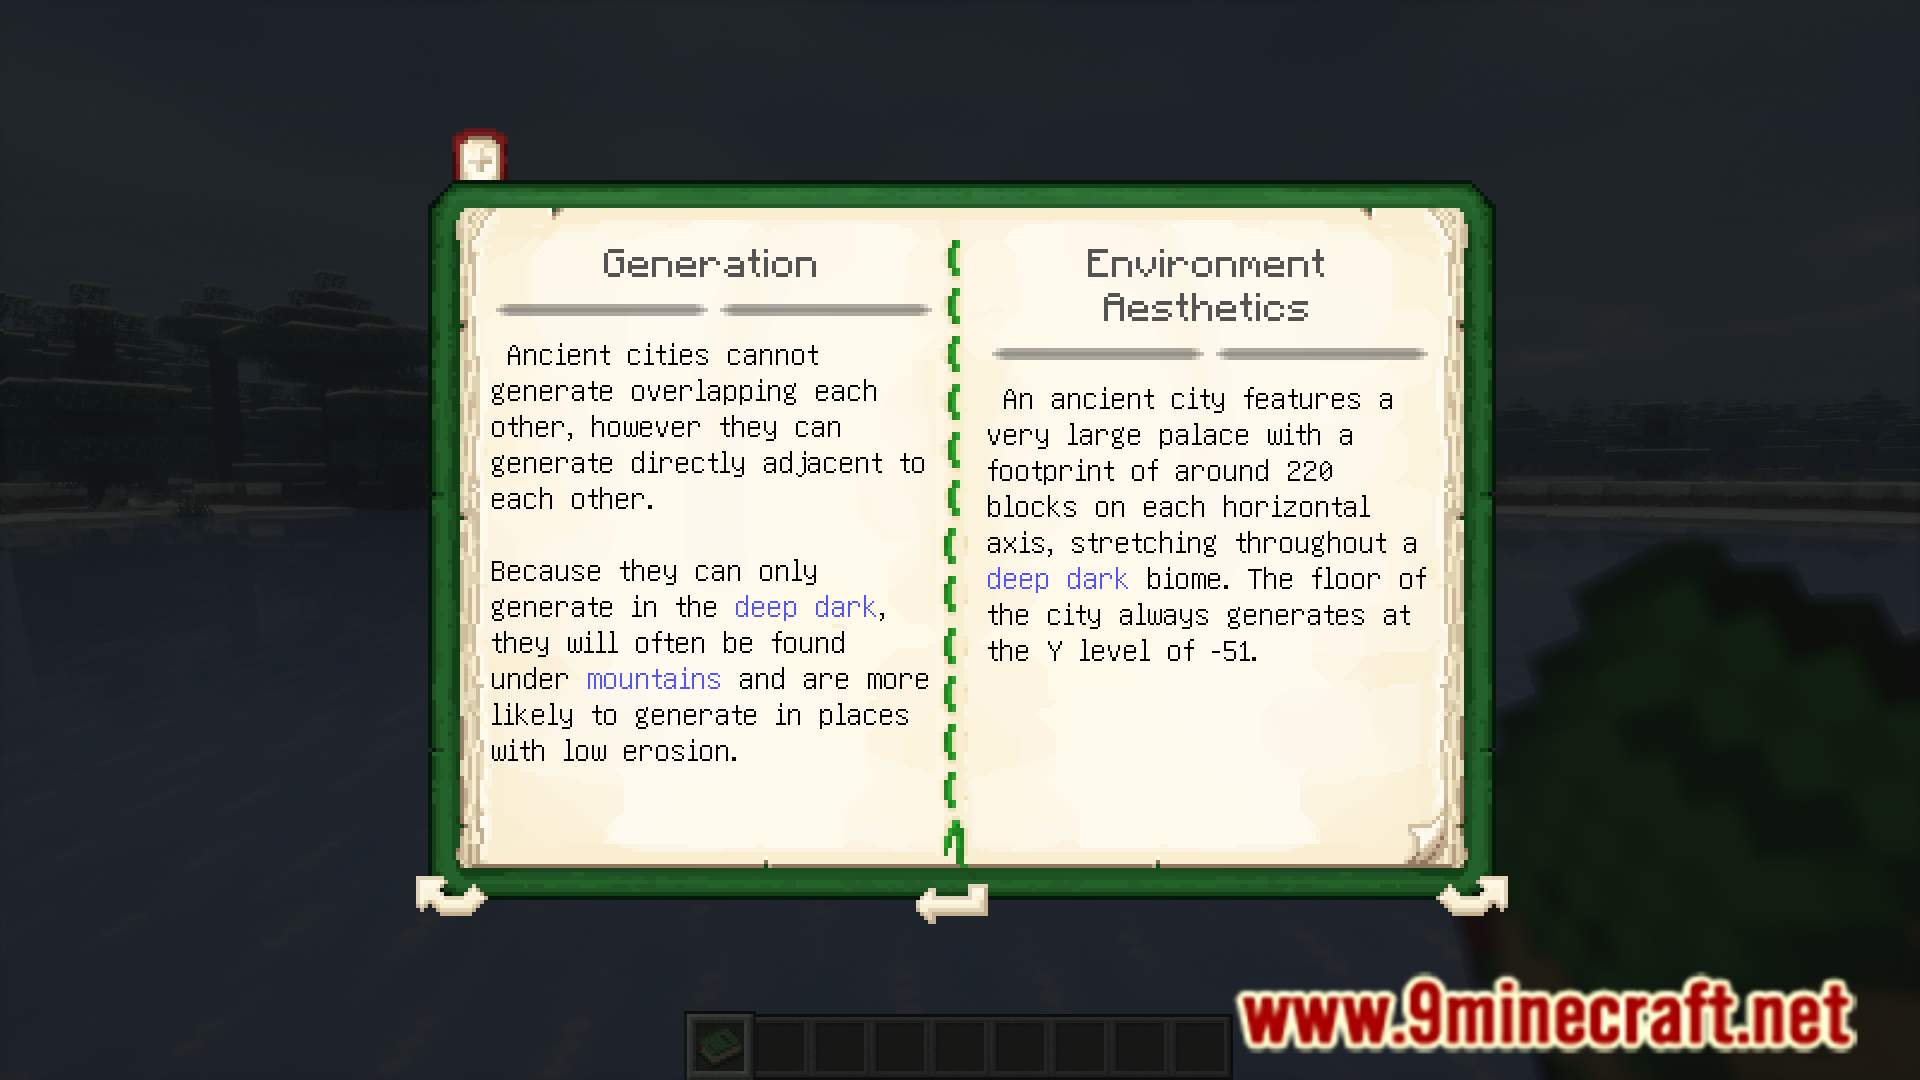 Generation
Ancient cities cannot
generate overlapping each
other, however they can
generate directly adjacent to
each other.
Because they can only
generate in the deep dark,
they will often be found
under mountains and are more
likely to generate in places
with low erosion.
Environment
Aesthetics
An ancient city features a
very large palace with a
footprint of around 220
blocks on each horizontal
axis, stretching throughout a
deep dark biome. The floor of
the city always generates at
the Y level of -51.
www.9minecraft.net